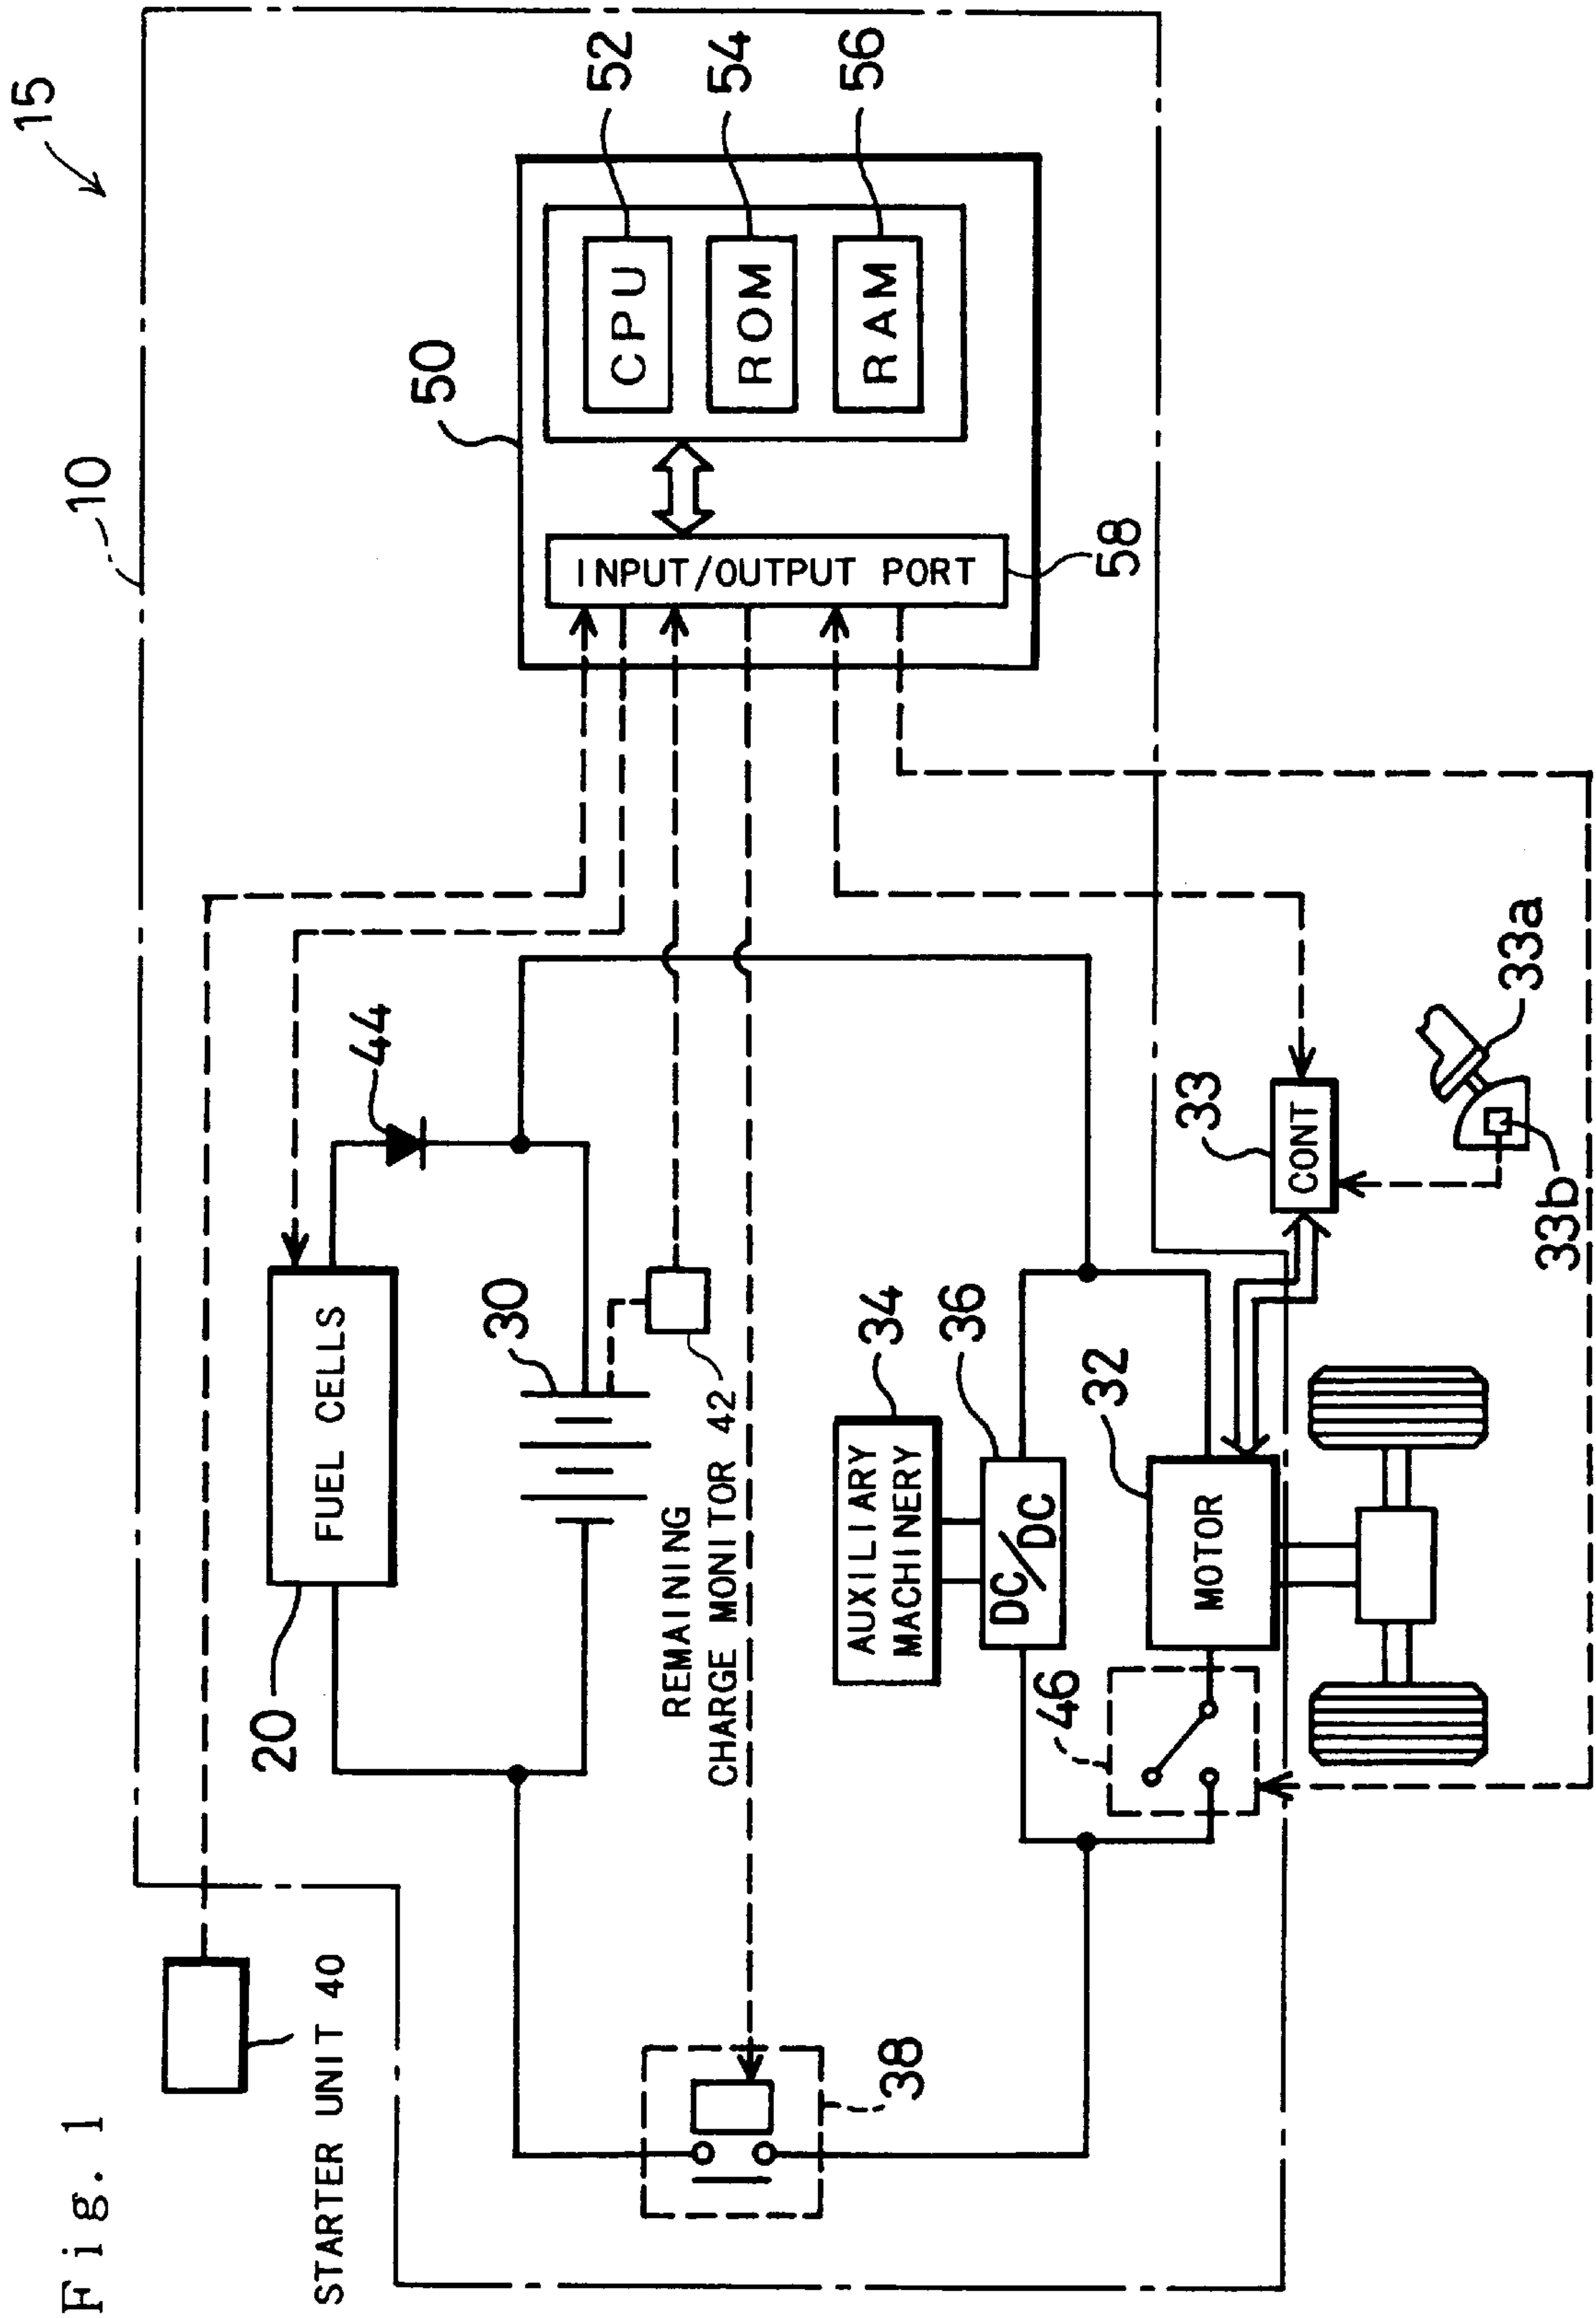 Fig. 1
15
10
STARTER UNIT 40
20
FUEL CELLS
44
50
52
CPU
54
ROM
56
RAM
INPUT/OUTPUT PORT
58
30
REMAINING
CHARGE MONITOR 42
38
34
AUXILIARY
MACHINERY
36
DC/DC
32
MOTOR
46
33
CONT
33a
33b